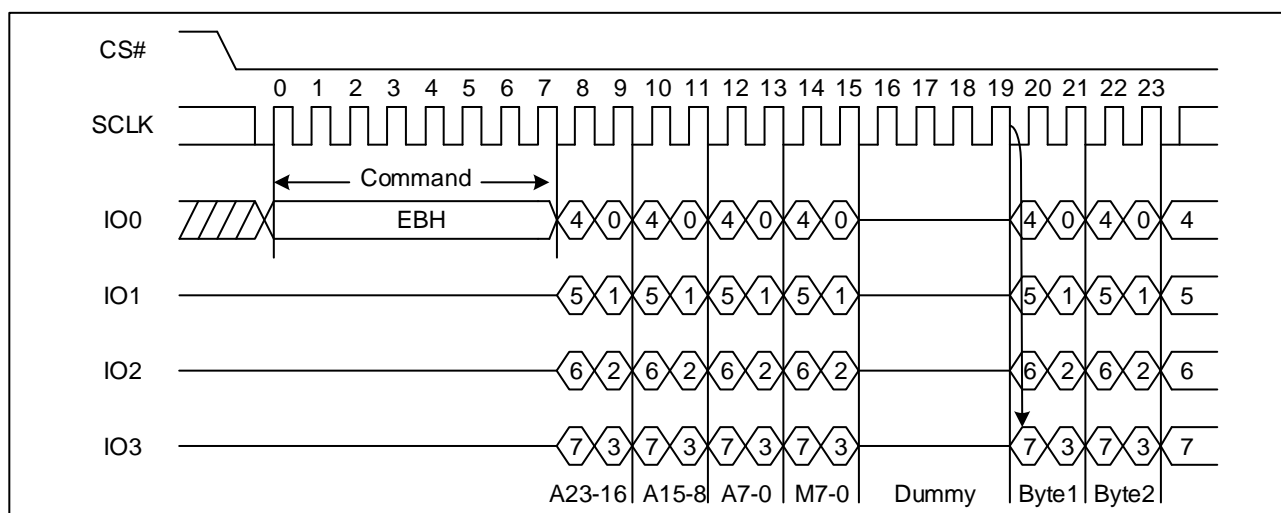 CS#
0 1 2 3 4 5 6 7 8 9 10 11 12 13 14 15 16 17 18 19 20 21 22 23
SCLK
Command
IO0 EBH 4 0 4 0 4 0 4 0 4 0 4 0 4
IO1 5 1 5 1 5 1 5 1 5 1 5 1 5
IO2 6 2 6 2 6 2 6 2 6 2 6 2 6
IO3 7 3 7 3 7 3 7 3 7 3 7 3 7
A23-16 A15-8 A7-0 M7-0 Dummy Byte1 Byte2